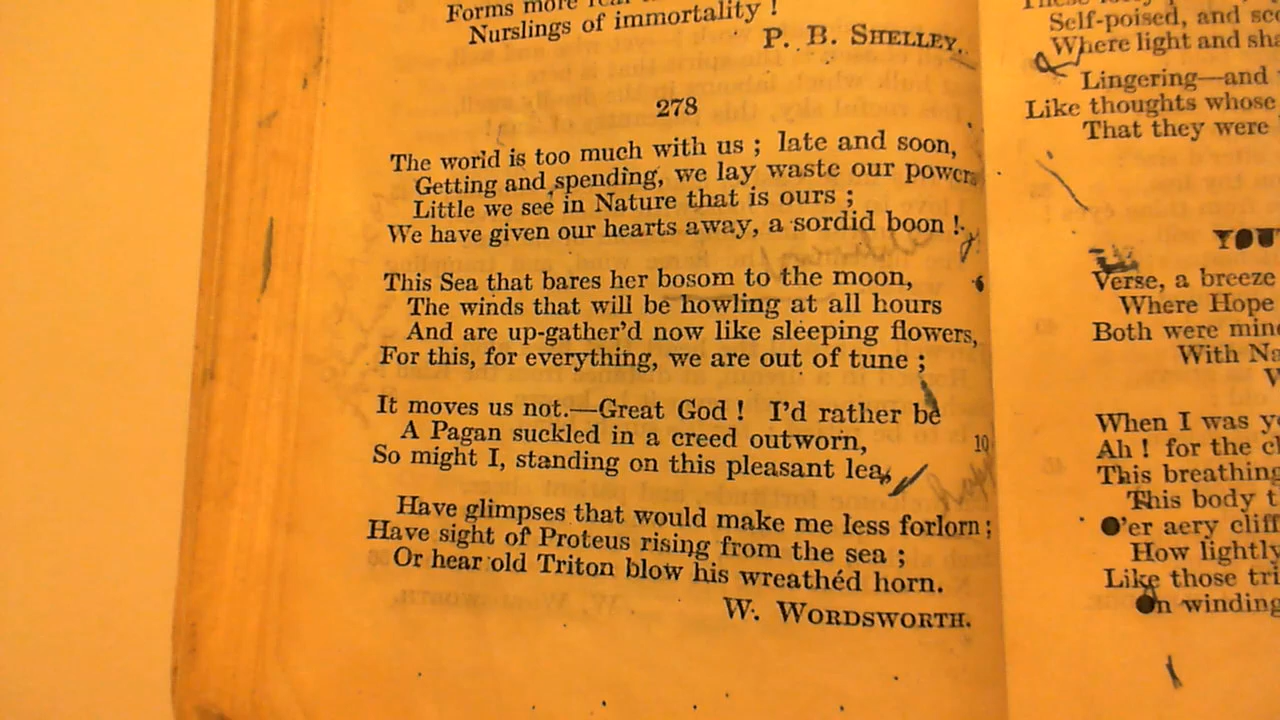 Forms more
Nurslings of immortality !
P. B. SHELLEY.
278
The world is too much with us ; late and soon,
Getting and spending, we lay waste our powers
Little we see in Nature that is ours ;
We have given our hearts away, a sordid boon !
This Sea that bares her bosom to the moon,
The winds that will be howling at all hours
And are up-gather'd now like sleeping flowers,
For this, for everything, we are out of tune ;
It moves us not.—Great God ! I'd rather be
A Pagan suckled in a creed outworn,
10
So might I, standing on this pleasant lea,
Have glimpses that would make me less forlorn ;
Have sight of Proteus rising from the sea ;
Or hear old Triton blow his wreathéd horn.
W. WORDSWORTH.
Self-poised, and
Where light and
Lingering—and
Like thoughts whose
That they were
YOU
Verse, a breeze
Where Hope
Both were
With
When I was
Ah ! for the
This breathing
This body
O'er aery
How lightly
Like those
On winding